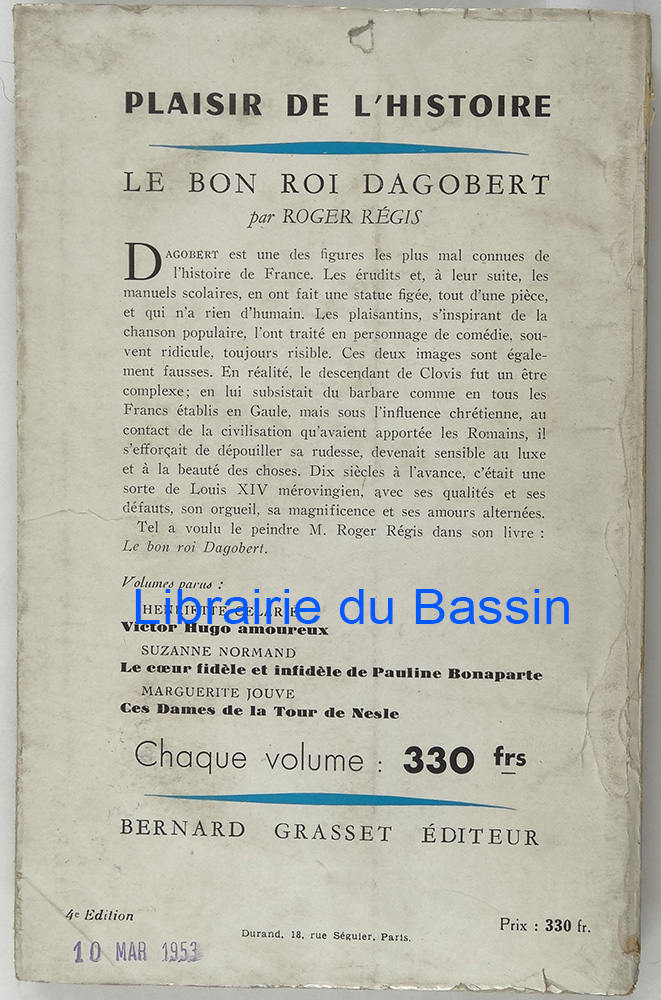 PLAISIR DE L'HISTOIRE
LE BON ROI DAGOBERT
par ROGER RÉGIS
DAGOBERT est une des figures les plus mal connues de
l'histoire de France. Les érudits et, à leur suite, les
manuels scolaires, en ont fait une statue figée, tout d'une pièce,
et qui n'a rien d'humain. Les plaisantins, s'inspirant de la
chanson populaire, l'ont traité en personnage de comédie, sou-
vent ridicule, toujours risible. Ces deux images sont égale-
ment fausses. En réalité, le descendant de Clovis fut un être
complexe; en lui subsistait du barbare comme en tous les
Francs établis en Gaule, mais sous l'influence chrétienne, au
contact de la civilisation qu'avaient apportée les Romains, il
s'efforçait de dépouiller sa rudesse, devenait sensible au luxe
et à la beauté des choses. Dix siècles à l'avance, c'était une
sorte de Louis XIV mérovingien, avec ses qualités et ses
défauts, son orgueil, sa magnificence et ses amours alternées.
Tel a voulu le peindre M. Roger Régis dans son livre :
Le bon roi Dagobert.
Volumes parus :
HENRIETTE CELARIÉ
Librairie du Bassin
Victor Hugo amoureux
SUZANNE NORMAND
Le cœur fidèle et infidèle de Pauline Bonaparte
MARGUERITE JOUVE
Ces Dames de la Tour de Nesle
Chaque volume : 330 frs
BERNARD GRASSET ÉDITEUR
4e Edition
Prix : 330 fr.
Durand, 18, rue Séguier, Paris.
10 MAR 1953